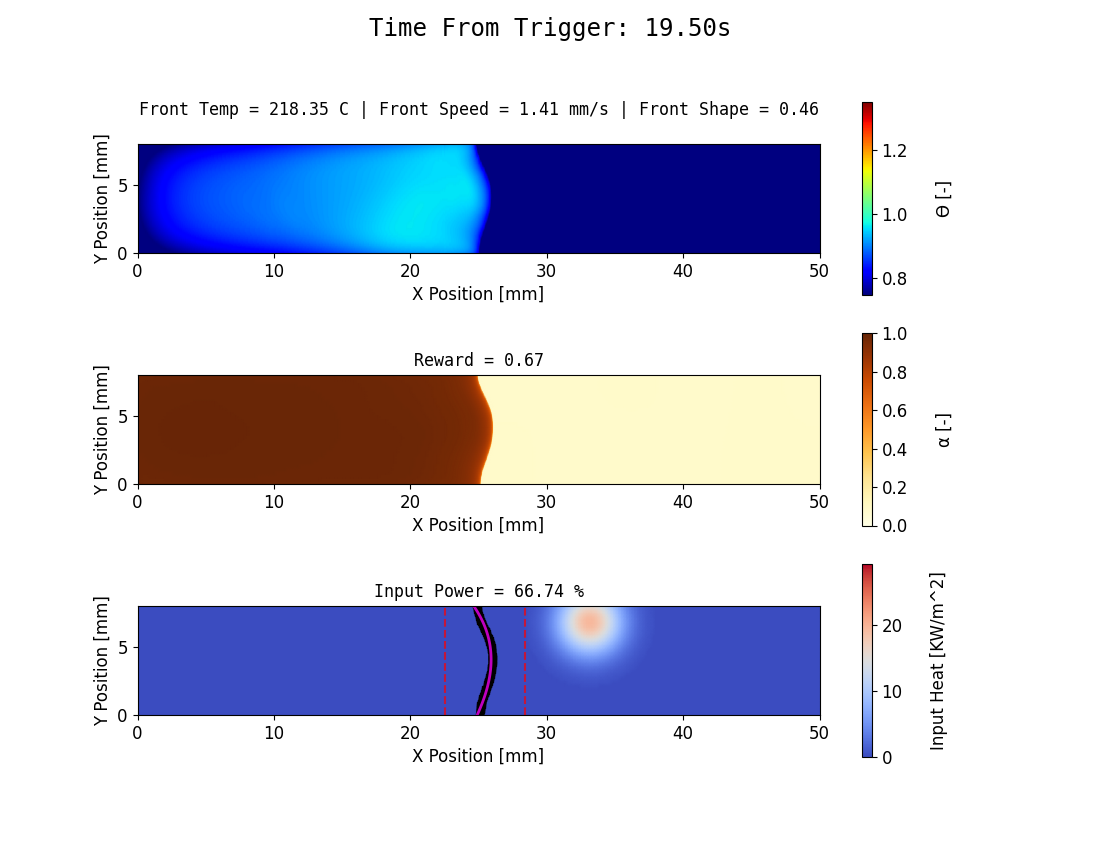 Time From Trigger: 19.50s
Front Temp = 218.35 C | Front Speed = 1.41 mm/s | Front Shape = 0.46
Y Position [mm]
5
0
0 10 20 30 40 50
X Position [mm]
1.2
1.0
0.8
Θ [-]
Reward = 0.67
Y Position [mm]
5
0
0 10 20 30 40 50
X Position [mm]
1.0
0.8
0.6
0.4
0.2
0.0
α [-]
Input Power = 66.74 %
Y Position [mm]
5
0
0 10 20 30 40 50
X Position [mm]
20
10
0
Input Heat [KW/m^2]